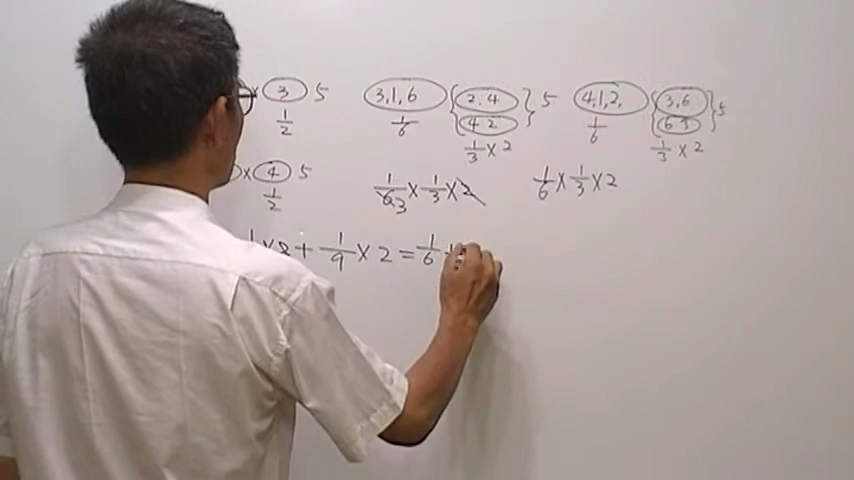 × 3 5 3,1,6 { 2,4 } 5 4,1,2, { 3,6 } 5
1/2 1/6 4 2 1/6 6 3
1/3 × 2 1/3 × 2
× 4 5 1/6 3 × 1/3 × 2 1/6 × 1/3 × 2
1/2
× 2 + 1/9 × 2 = 1/6 +